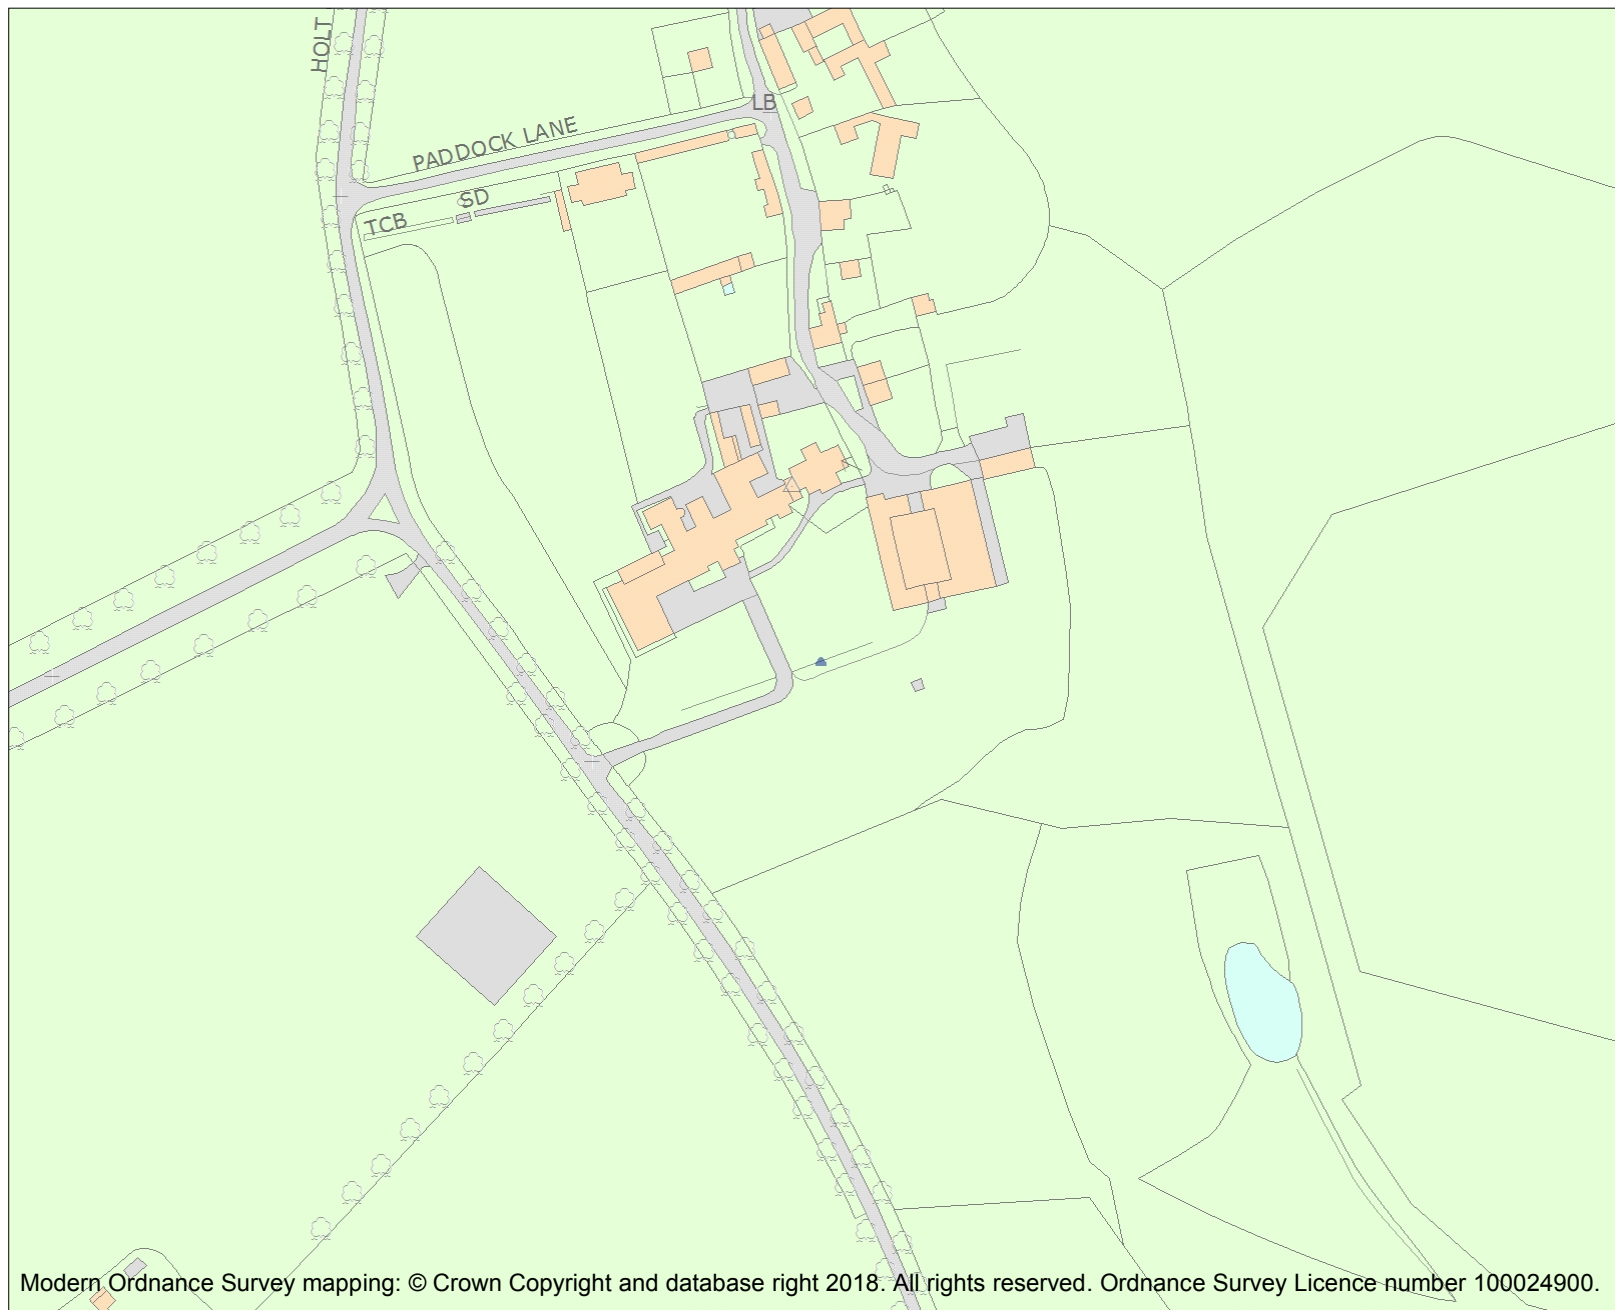 HOLT
LB
PADDOCK LANE
SD
TCB
Modern Ordnance Survey mapping: © Crown Copyright and database right 2018. All rights reserved. Ordnance Survey Licence number 100024900.